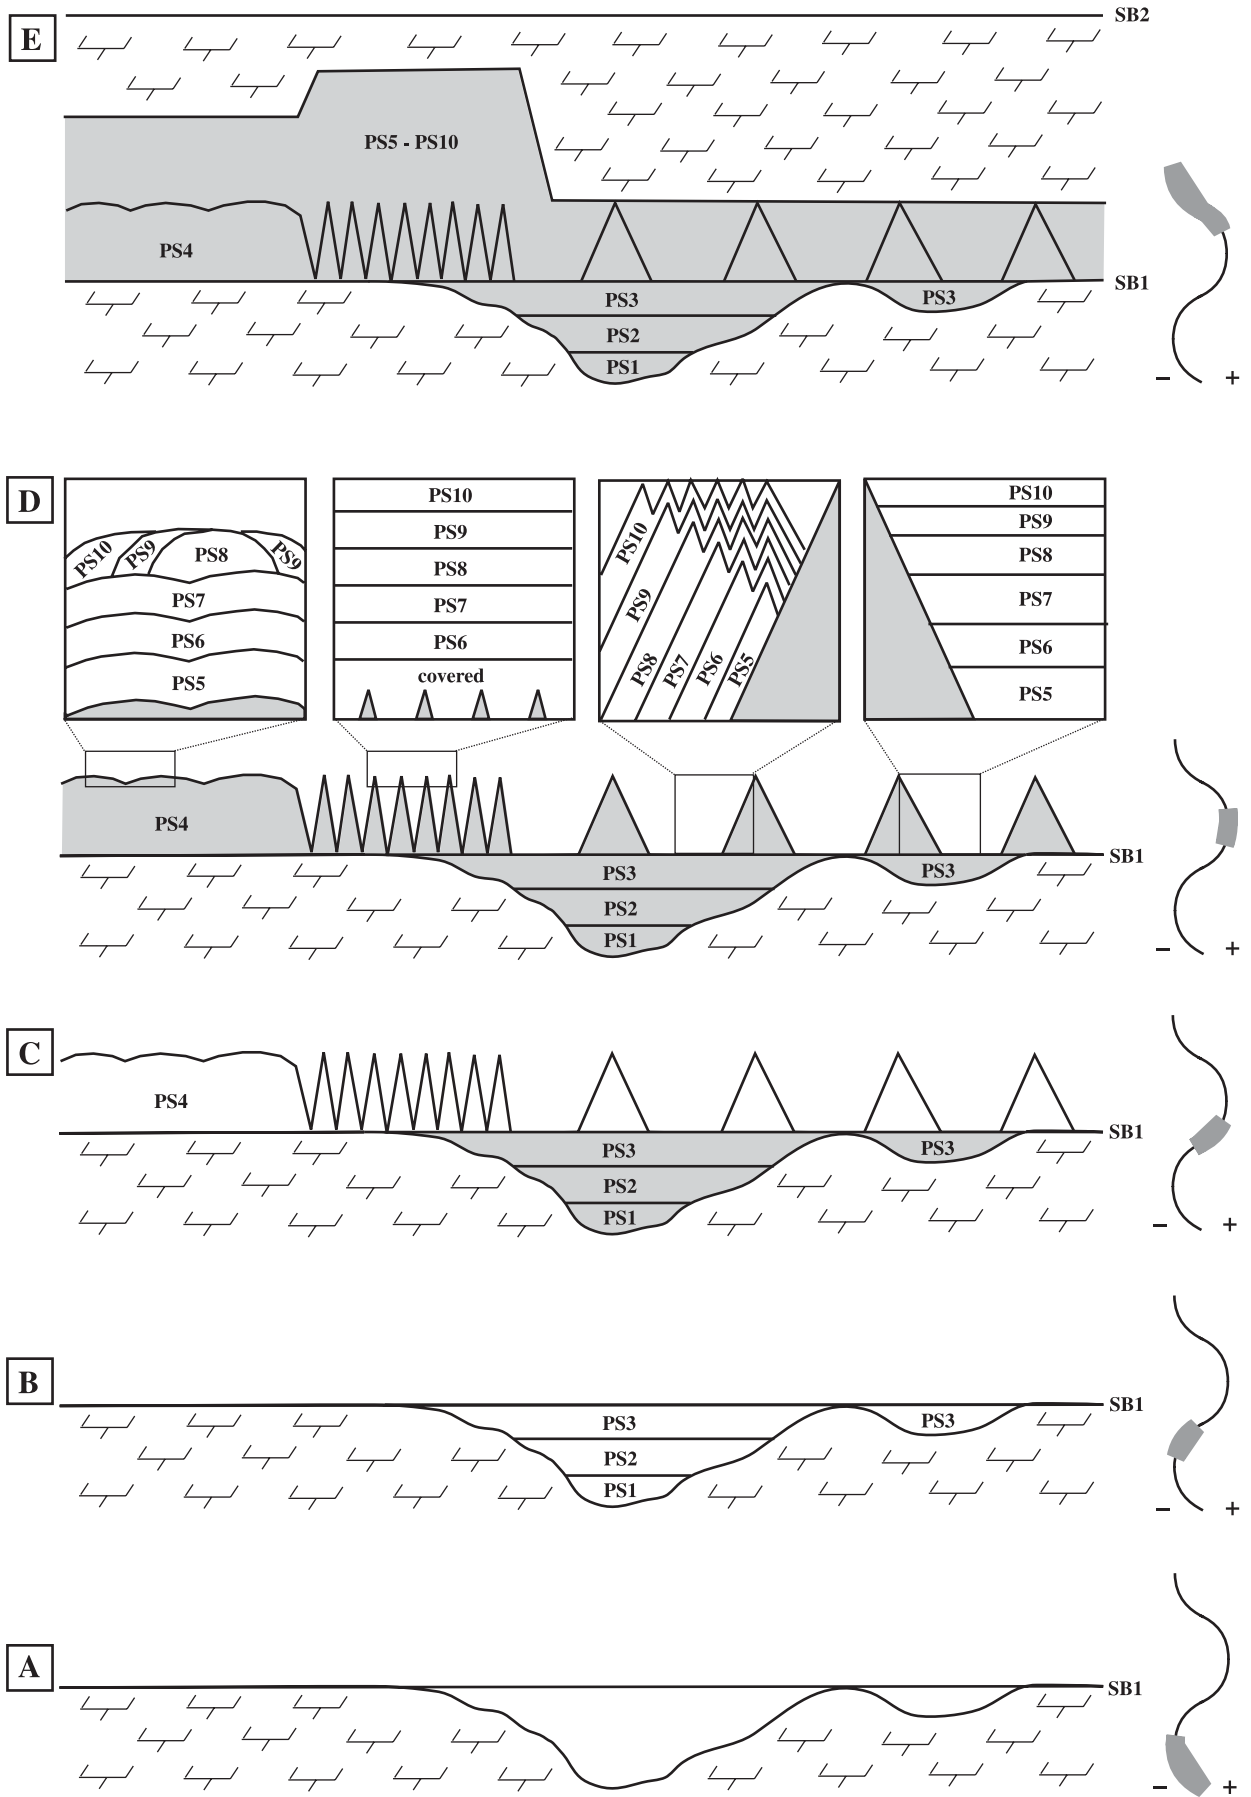 E
SB2
PS5 - PS10
PS4
SB1
PS3
PS3
PS2
PS1
– +
D
PS10
PS9
PS8
PS9
PS7
PS6
PS5
PS10
PS9
PS8
PS7
PS6
covered
PS10
PS9
PS8
PS7
PS6
PS5
PS10
PS9
PS8
PS7
PS6
PS5
PS4
SB1
PS3
PS3
PS2
PS1
– +
C
PS4
SB1
PS3
PS3
PS2
PS1
– +
B
SB1
PS3
PS3
PS2
PS1
– +
A
SB1
– +